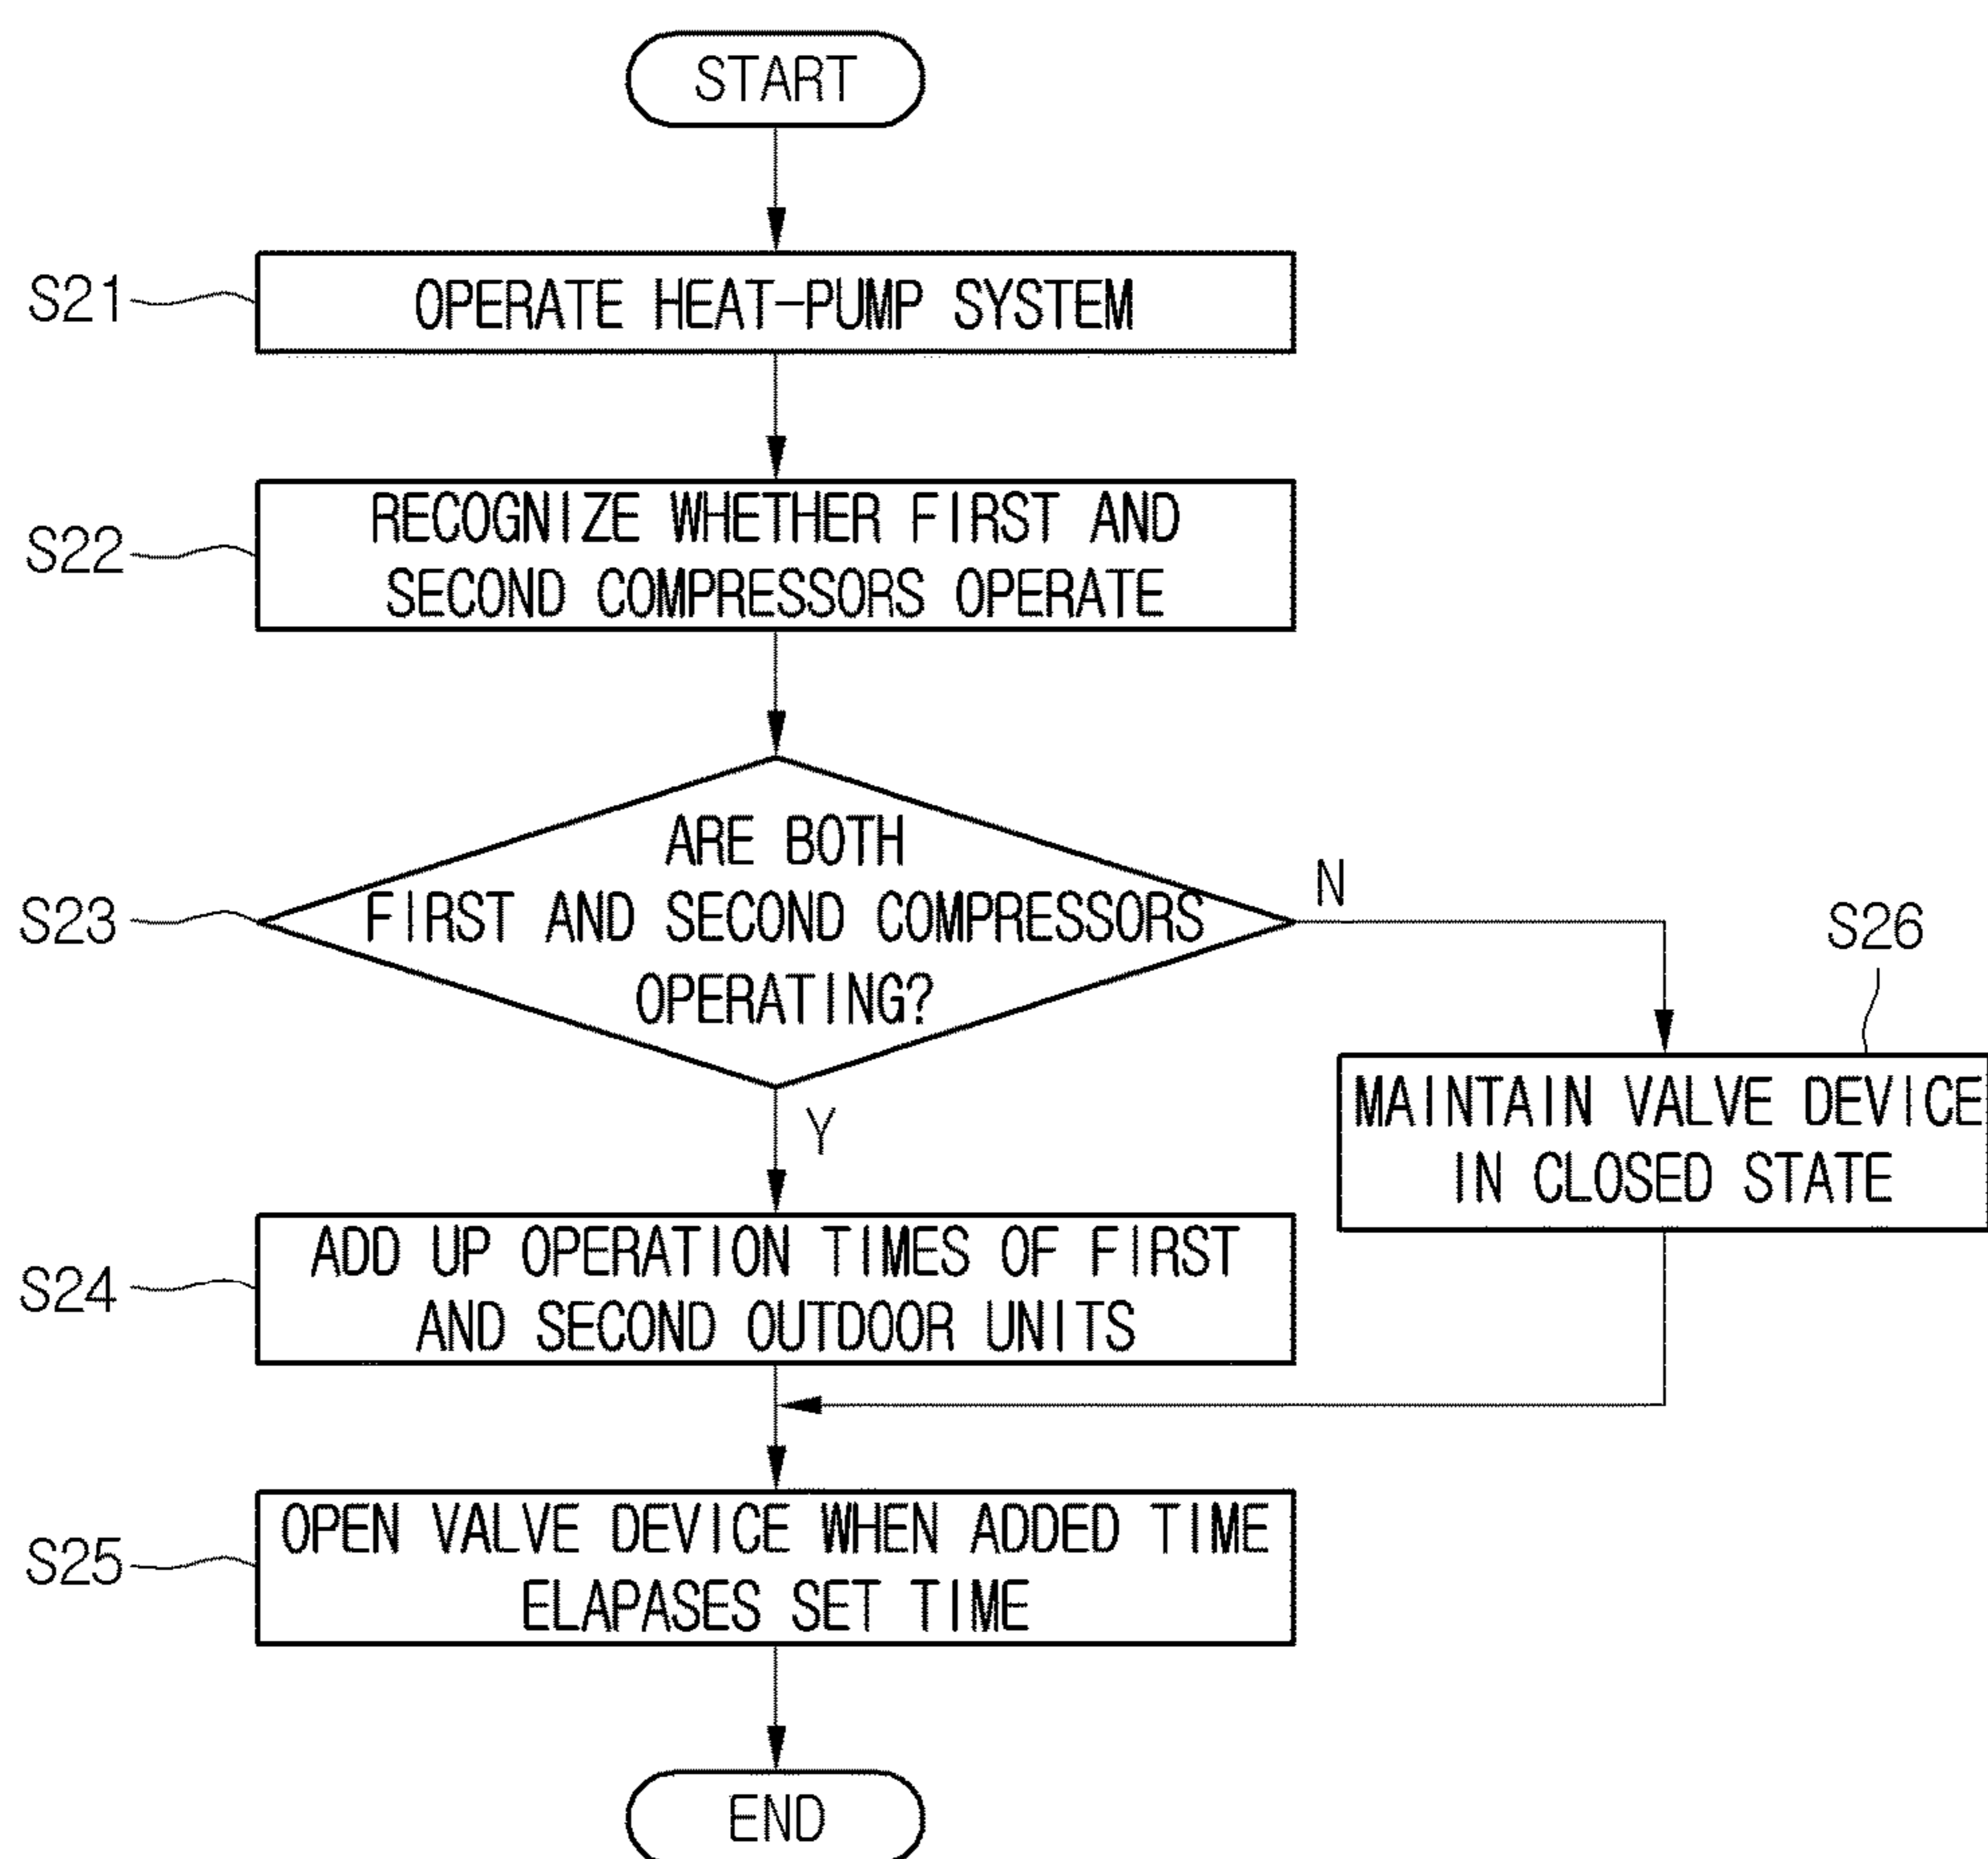 START
S21
OPERATE HEAT-PUMP SYSTEM
S22
RECOGNIZE WHETHER FIRST AND
SECOND COMPRESSORS OPERATE
S23
ARE BOTH
FIRST AND SECOND COMPRESSORS
OPERATING?
N
S26
MAINTAIN VALVE DEVICE
IN CLOSED STATE
Y
S24
ADD UP OPERATION TIMES OF FIRST
AND SECOND OUTDOOR UNITS
S25
OPEN VALVE DEVICE WHEN ADDED TIME
ELAPASES SET TIME
END